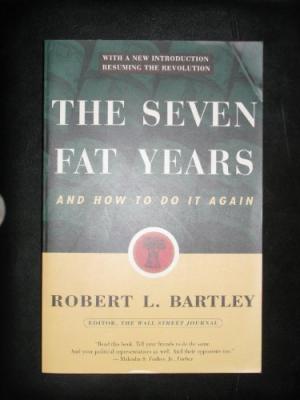 WITH A NEW INTRODUCTION
RESUMING THE REVOLUTION
THE SEVEN
FAT YEARS
AND HOW TO DO IT AGAIN
ROBERT L. BARTLEY
EDITOR, THE WALL STREET JOURNAL
"Read this book. Tell your friends to do the same.
And your political representatives as well. And their opponents too."
— Malcolm S. Forbes Jr., Forbes